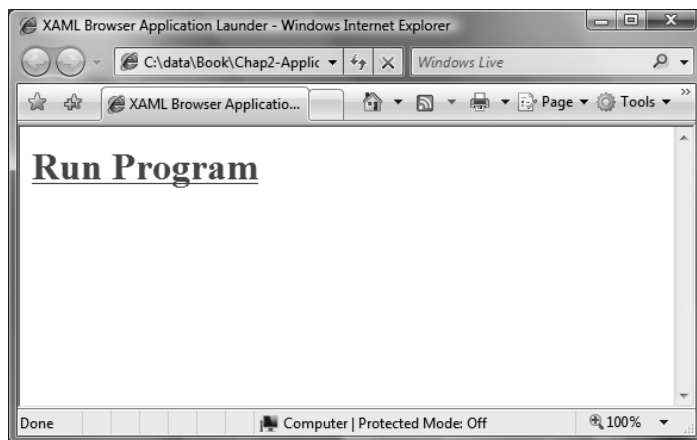 XAML Browser Application Launder - Windows Internet Explorer
C:\data\Book\Chap2-Applic
Windows Live
XAML Browser Applicatio...
Page
Tools
Run Program
Done
Computer | Protected Mode: Off
100%